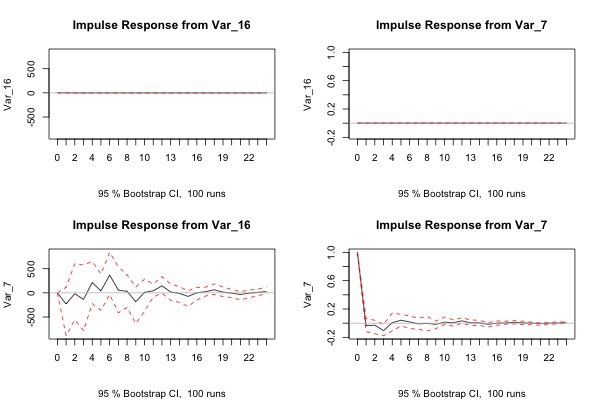 Impulse Response from Var_16
Var_16
500
0
-500
0 2 4 6 8 10 13 16 19 22
95 % Bootstrap CI, 100 runs
Impulse Response from Var_7
Var_16
1.0
0.6
0.2
-0.2
0 2 4 6 8 10 13 16 19 22
95 % Bootstrap CI, 100 runs
Impulse Response from Var_16
Var_7
500
0
-500
0 2 4 6 8 10 13 16 19 22
95 % Bootstrap CI, 100 runs
Impulse Response from Var_7
Var_7
1.0
0.6
0.2
-0.2
0 2 4 6 8 10 13 16 19 22
95 % Bootstrap CI, 100 runs